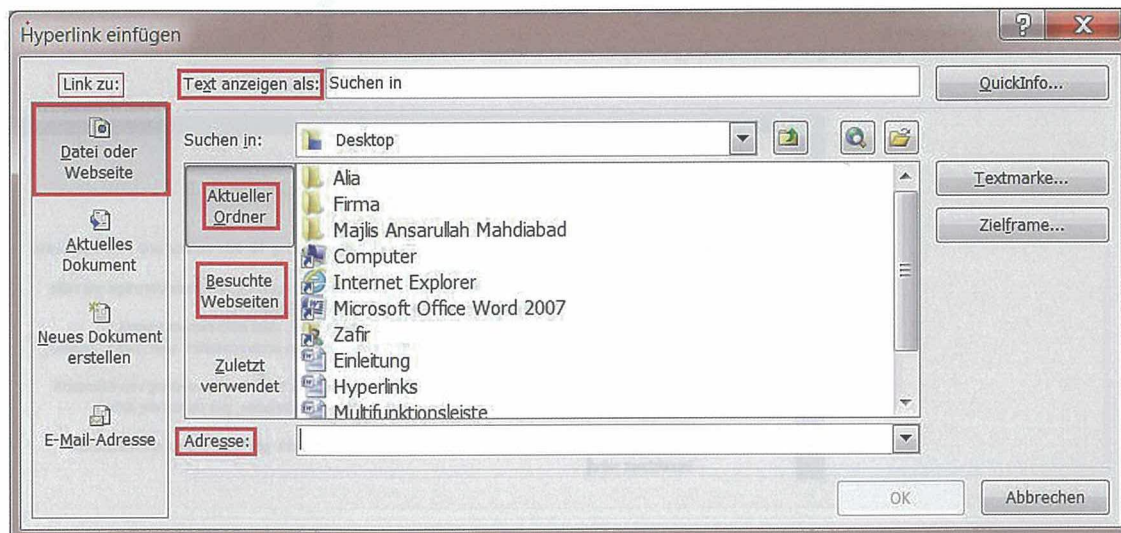 Hyperlink einfügen
Link zu:
Text anzeigen als: Suchen in
QuickInfo...
Datei oder
Webseite
Suchen in: Desktop
Aktueller
Ordner
Alia
Firma
Majlis Ansarullah Mahdiabad
Computer
Internet Explorer
Microsoft Office Word 2007
Zafir
Einleitung
Hyperlinks
Multifunktionsleiste
Textmarke...
Zielframe...
Aktuelles
Dokument
Besuchte
Webseiten
Neues Dokument
erstellen
Zuletzt
verwendet
E-Mail-Adresse
Adresse:
OK
Abbrechen